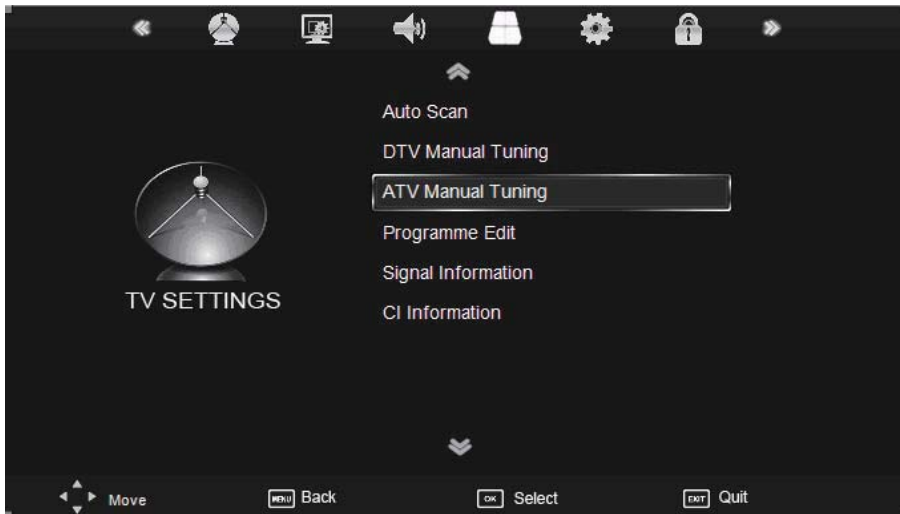 Auto Scan
DTV Manual Tuning
ATV Manual Tuning
Programme Edit
Signal Information
CI Information
TV SETTINGS
Move MENU Back OK Select EXIT Quit